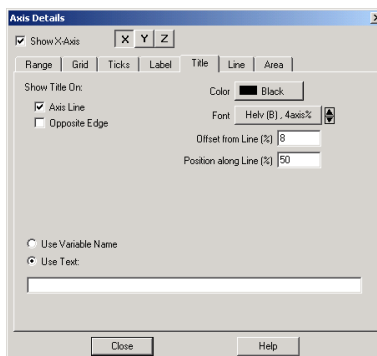 Axis Details
Show X-Axis X Y Z
Range Grid Ticks Label Title Line Area
Show Title On: Color Black
Axis Line
Font Helv (B) , 4axis%
Opposite Edge
Offset from Line (%) 8
Position along Line (%) 50
Use Variable Name
Use Text:
Close Help